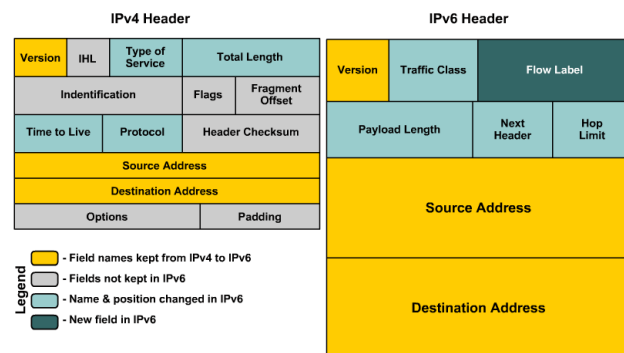 IPv4 Header
Version IHL Type of Service Total Length
Indentification Flags Fragment Offset
Time to Live Protocol Header Checksum
Source Address
Destination Address
Options Padding
Legend
- Field names kept from IPv4 to IPv6
- Fields not kept in IPv6
- Name & position changed in IPv6
- New field in IPv6
IPv6 Header
Version Traffic Class Flow Label
Payload Length Next Header Hop Limit
Source Address
Destination Address